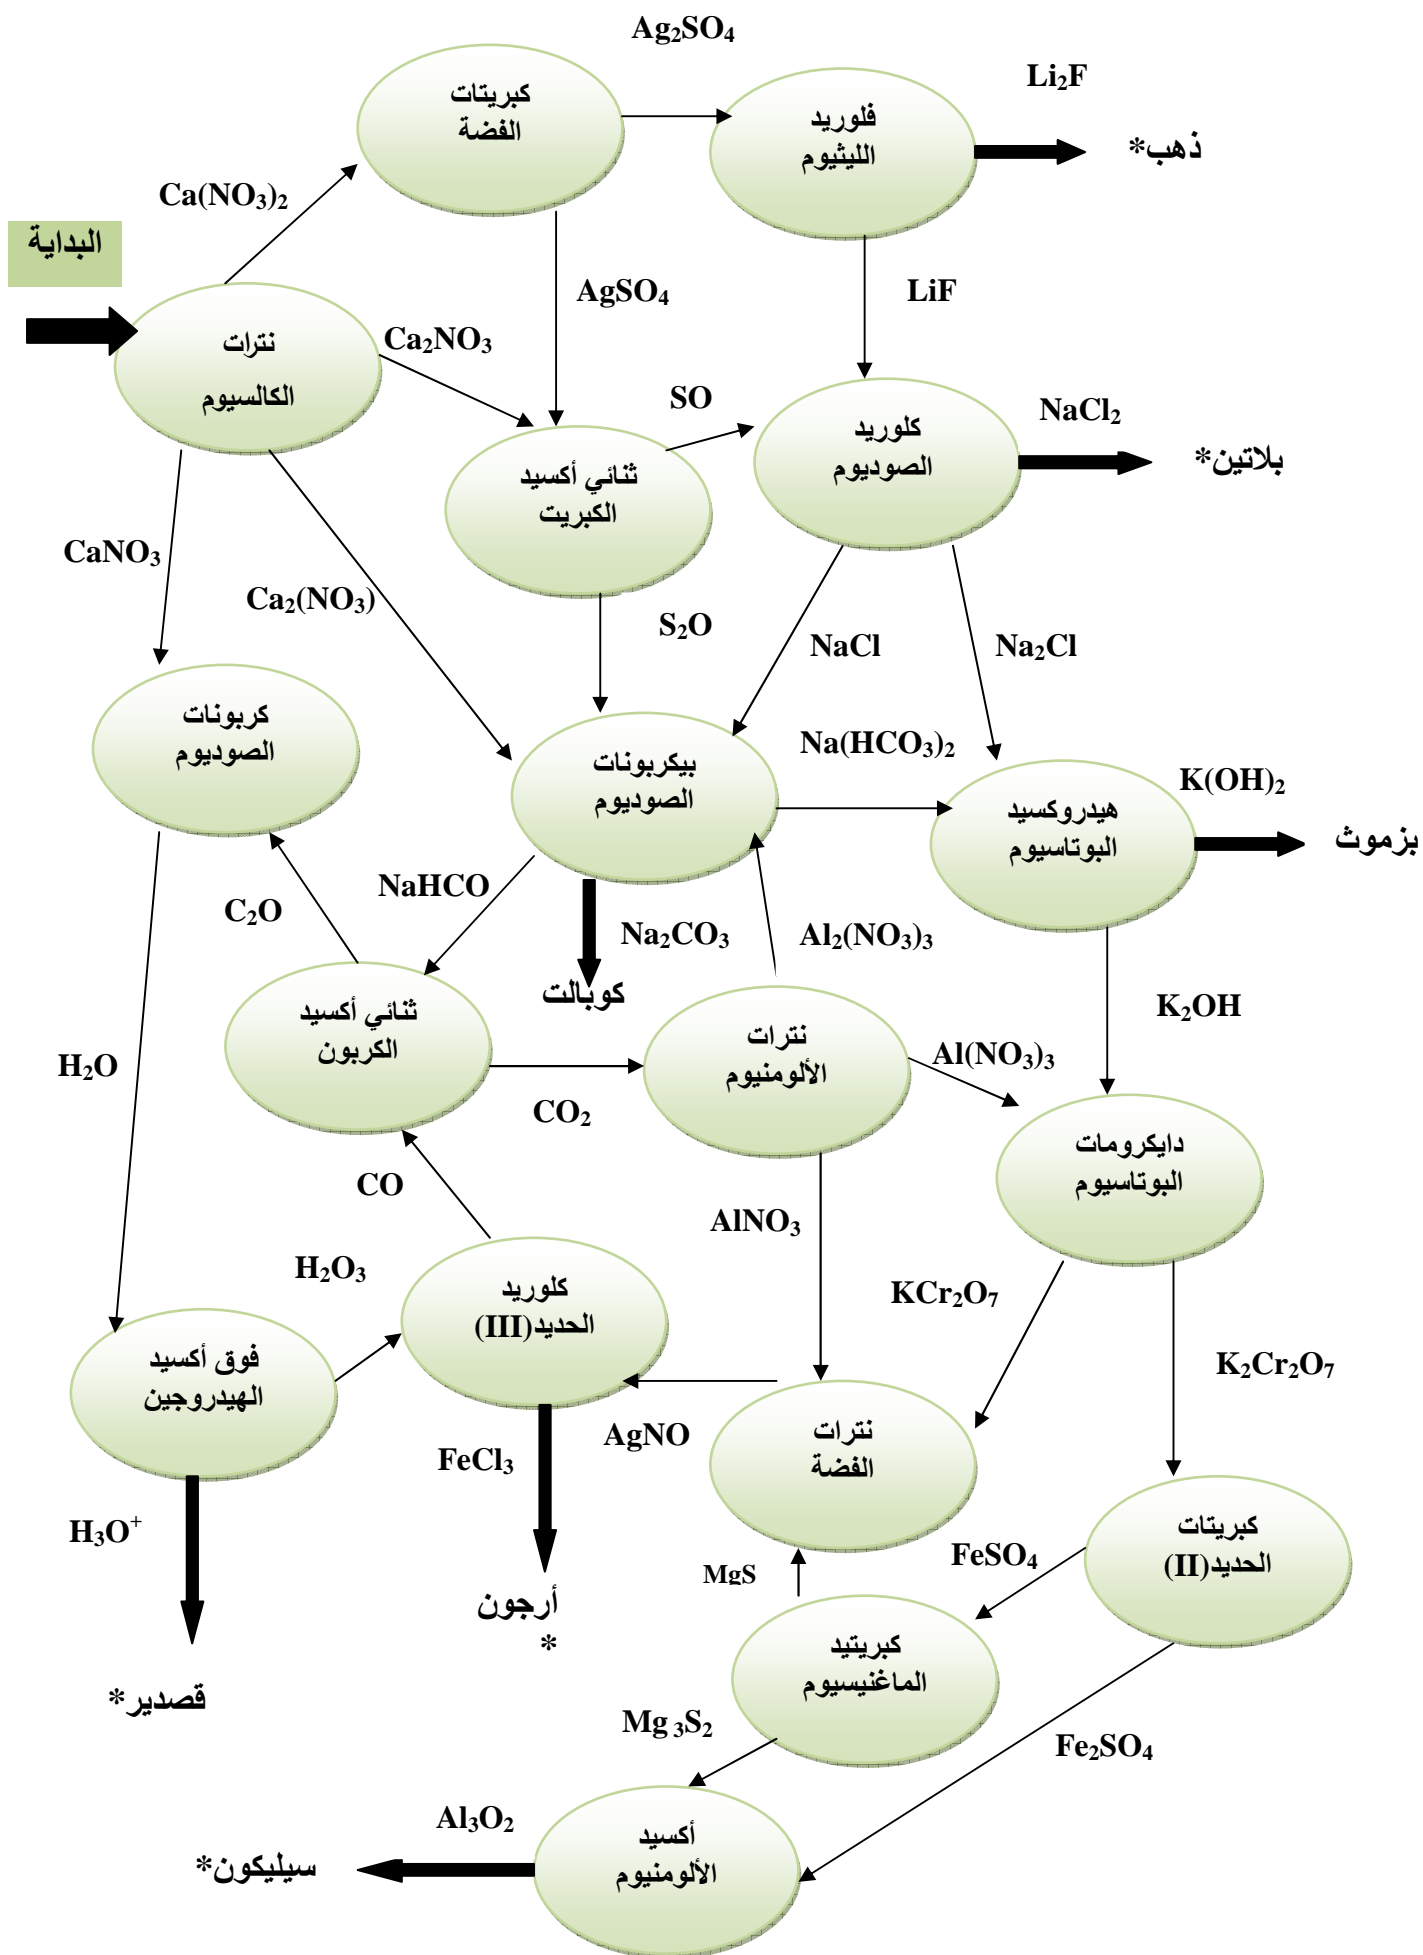 Ag₂SO₄
Li₂F
كبريتات
الفضة
فلوريد
الليثيوم
ذهب*
Ca(NO₃)₂
البداية
AgSO₄
LiF
نترات
الكالسيوم
Ca₂NO₃
SO
كلوريد
الصوديوم
NaCl₂
بلاتين*
ثنائي أكسيد
الكبريت
CaNO₃
Ca₂(NO₃)
S₂O
NaCl
Na₂Cl
كربونات
الصوديوم
بيكربونات
الصوديوم
Na(HCO₃)₂
هيدروكسيد
البوتاسيوم
K(OH)₂
بزموث
C₂O
NaHCO
Na₂CO₃
Al₂(NO₃)₃
كوبالت
ثنائي أكسيد
الكربون
نترات
الألومنيوم
K₂OH
H₂O
CO₂
Al(NO₃)₃
دايكرومات
البوتاسيوم
CO
AlNO₃
H₂O₃
كلوريد
الحديد(III)
KCr₂O₇
K₂Cr₂O₇
فوق أكسيد
الهيدروجين
AgNO
نترات
الفضة
FeCl₃
H₃O⁺
كبريتات
الحديد(II)
FeSO₄
MgS
أرجون
*
كبريتيد
الماغنيسيوم
قصدير*
Mg ₃S₂
Fe₂SO₄
Al₃O₂
أكسيد
الألومنيوم
سيليكون*